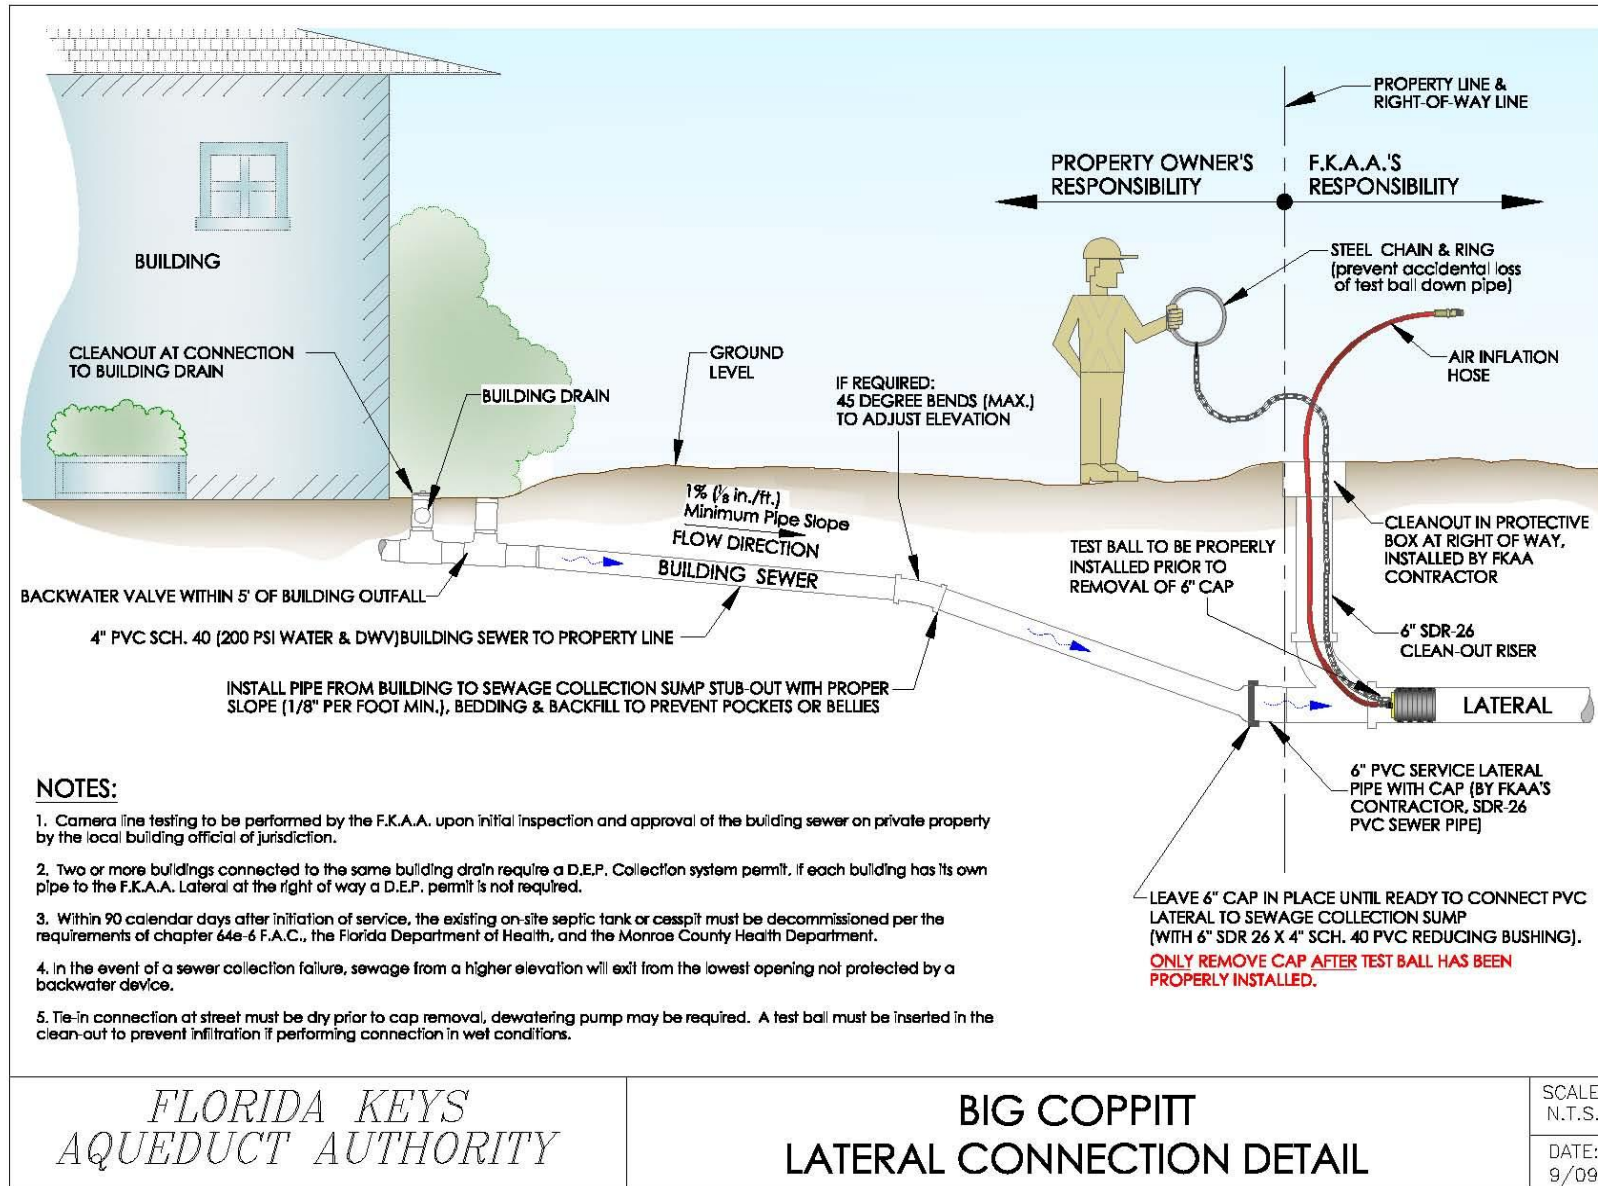 PROPERTY LINE &
RIGHT-OF-WAY LINE
PROPERTY OWNER'S
RESPONSIBILITY
F.K.A.A.'S
RESPONSIBILITY
STEEL CHAIN & RING
(prevent accidental loss
of test ball down pipe)
BUILDING
CLEANOUT AT CONNECTION
TO BUILDING DRAIN
BUILDING DRAIN
GROUND
LEVEL
IF REQUIRED:
45 DEGREE BENDS (MAX.)
TO ADJUST ELEVATION
AIR INFLATION
HOSE
1% (⅛ in./ft.)
Minimum Pipe Slope
FLOW DIRECTION
BUILDING SEWER
TEST BALL TO BE PROPERLY
INSTALLED PRIOR TO
REMOVAL OF 6" CAP
CLEANOUT IN PROTECTIVE
BOX AT RIGHT OF WAY,
INSTALLED BY FKAA
CONTRACTOR
BACKWATER VALVE WITHIN 5' OF BUILDING OUTFALL
4" PVC SCH. 40 (200 PSI WATER & DWV)BUILDING SEWER TO PROPERTY LINE
6" SDR-26
CLEAN-OUT RISER
INSTALL PIPE FROM BUILDING TO SEWAGE COLLECTION SUMP STUB-OUT WITH PROPER
SLOPE (1/8" PER FOOT MIN.), BEDDING & BACKFILL TO PREVENT POCKETS OR BELLIES
LATERAL
6" PVC SERVICE LATERAL
PIPE WITH CAP (BY FKAA'S
CONTRACTOR, SDR-26
PVC SEWER PIPE)
LEAVE 6" CAP IN PLACE UNTIL READY TO CONNECT PVC
LATERAL TO SEWAGE COLLECTION SUMP
(WITH 6" SDR 26 X 4" SCH. 40 PVC REDUCING BUSHING).
ONLY REMOVE CAP AFTER TEST BALL HAS BEEN
PROPERLY INSTALLED.
NOTES:
1. Camera line testing to be performed by the F.K.A.A. upon initial inspection and approval of the building sewer on private property
by the local building official of jurisdiction.
2. Two or more buildings connected to the same building drain require a D.E.P. Collection system permit. If each building has its own
pipe to the F.K.A.A. Lateral at the right of way a D.E.P. permit is not required.
3. Within 90 calendar days after initiation of service, the existing on-site septic tank or cesspit must be decommissioned per the
requirements of chapter 64e-6 F.A.C., the Florida Department of Health, and the Monroe County Health Department.
4. In the event of a sewer collection failure, sewage from a higher elevation will exit from the lowest opening not protected by a
backwater device.
5. Tie-in connection at street must be dry prior to cap removal, dewatering pump may be required. A test ball must be inserted in the
clean-out to prevent infiltration if performing connection in wet conditions.
FLORIDA KEYS
AQUEDUCT AUTHORITY
BIG COPPITT
LATERAL CONNECTION DETAIL
SCALE
N.T.S.
DATE:
9/09